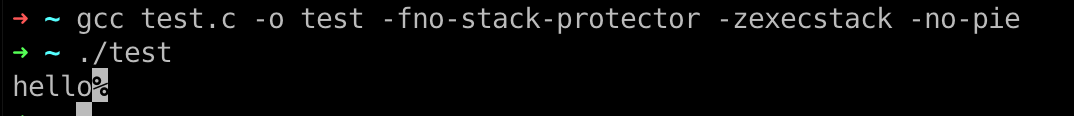 ➜ ~ gcc test.c -o test -fno-stack-protector -zexecstack -no-pie
➜ ~ ./test
hello%